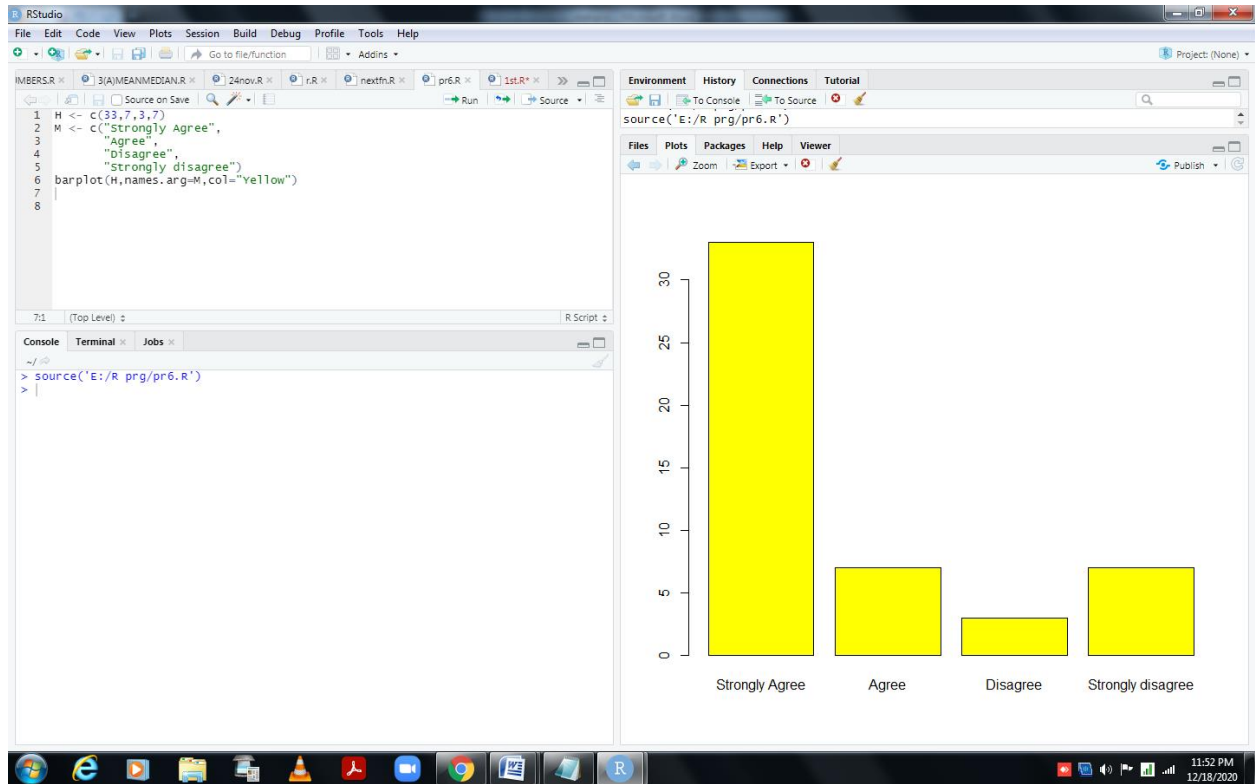 RStudio
File Edit Code View Plots Session Build Debug Profile Tools Help
Go to file/function Addins Project: (None)
MBERS.R 3(A)MEANMEDIAN.R 24nov.R r.R nextfn.R pr6.R 1st.R*
Source on Save Run Source
1 H <- c(33,7,3,7)
2 M <- c("Strongly Agree",
3 "Agree",
4 "Disagree",
5 "Strongly disagree")
6 barplot(H,names.arg=M,col="Yellow")
7
8
7:1 (Top Level) R Script
Console Terminal Jobs
~/
> source('E:/R prg/pr6.R')
>
Environment History Connections Tutorial
To Console To Source
source('E:/R prg/pr6.R')
Files Plots Packages Help Viewer
Zoom Export Publish
30
25
20
15
10
5
0
Strongly Agree Agree Disagree Strongly disagree
11:52 PM
12/18/2020